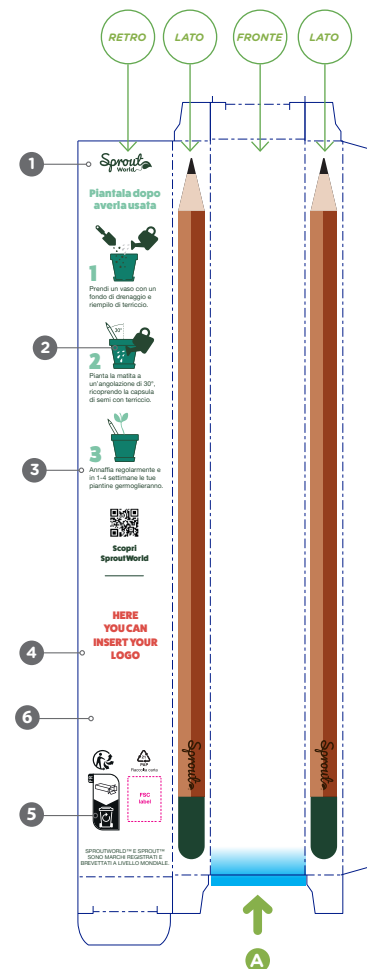 RETRO
LATO
FRONTE
LATO
1
Sprout
World
Piantala dopo
averla usata
1
Prendi un vaso con un
fondo di drenaggio e
riempilo di terriccio.
2
30°
2
Pianta la matita a
un'angolazione di 30°,
ricoprendo la capsula
di semi con terriccio.
3
3
Annaffia regolarmente e
in 1-4 settimane le tue
piantine germoglieranno.
Scopri
SproutWorld
HERE
YOU CAN
INSERT YOUR
LOGO
4
6
PAP
Raccolta carta
FSC
label
5
SPROUTWORLD™ E SPROUT™
SONO MARCHI REGISTRATI E
BREVETTATI A LIVELLO MONDIALE.
Sprout
Sprout
A